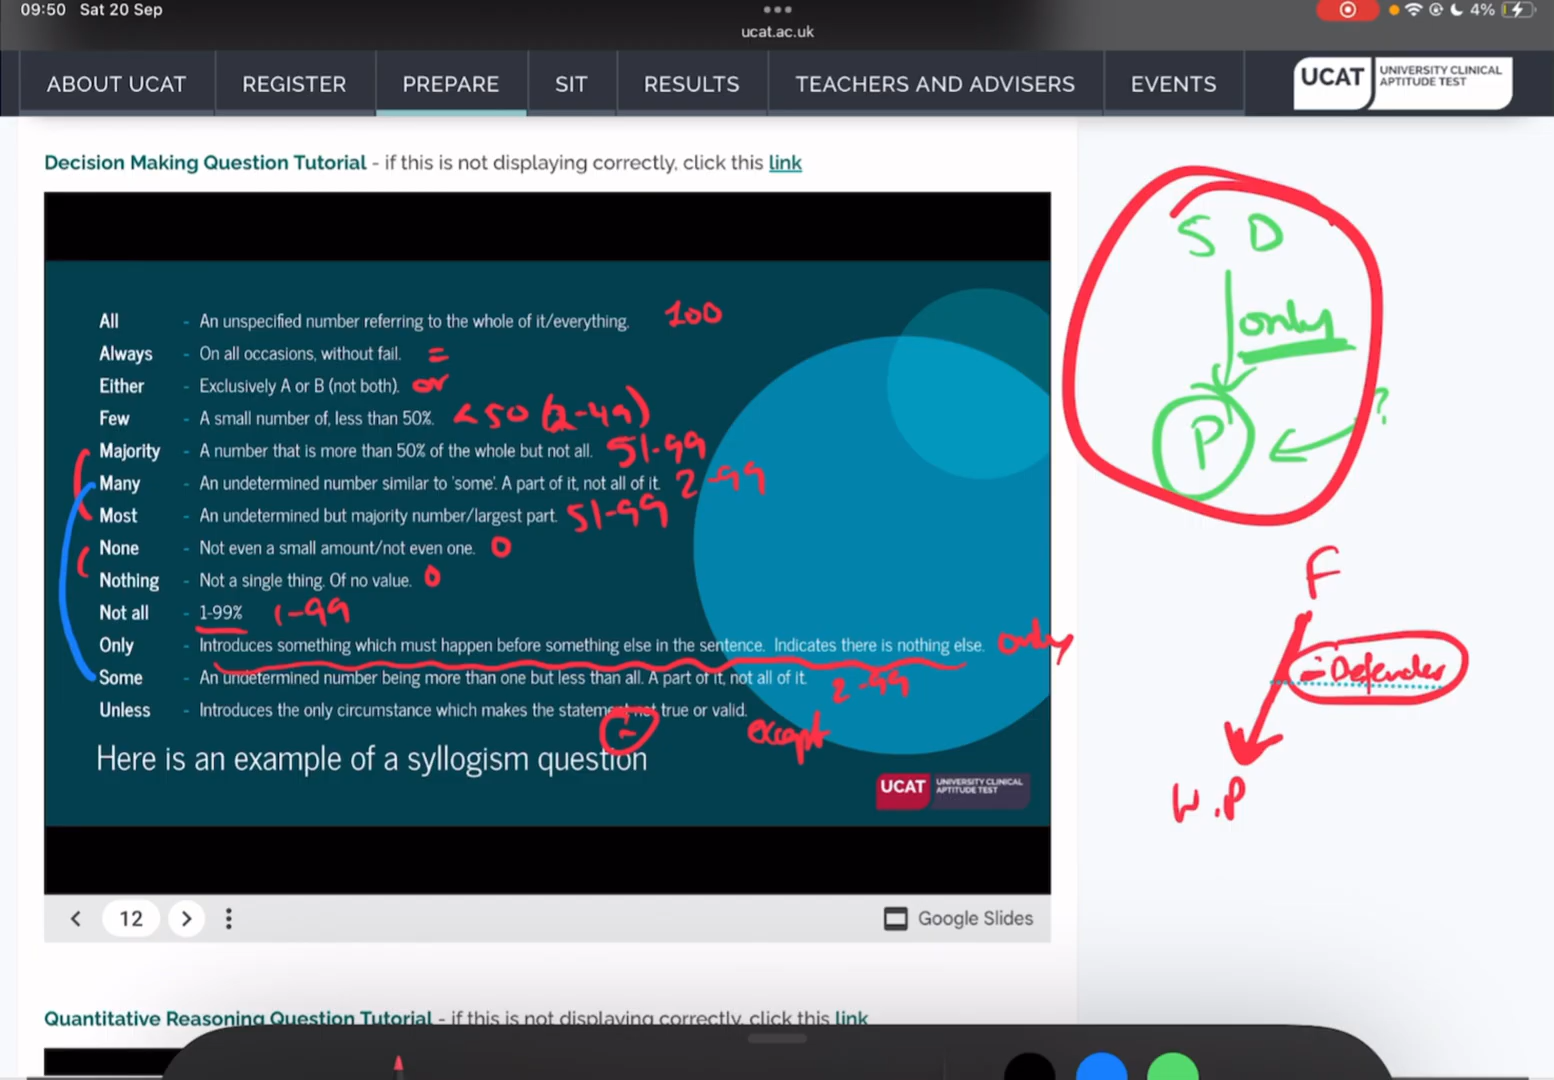 09:50 Sat 20 Sep
4%
ucat.ac.uk
ABOUT UCAT REGISTER PREPARE SIT RESULTS TEACHERS AND ADVISERS EVENTS
UCAT UNIVERSITY CLINICAL
APTITUDE TEST
Decision Making Question Tutorial - if this is not displaying correctly, click this link
All - An unspecified number referring to the whole of it/everything. 100
Always - On all occasions, without fail. =
Either - Exclusively A or B (not both). or
Few - A small number of, less than 50%. <50 (2-49)
Majority - A number that is more than 50% of the whole but not all. 51-99
Many - An undetermined number similar to 'some'. A part of it, not all of it. 2-99
Most - An undetermined but majority number/largest part. 51-99
None - Not even a small amount/not even one. 0
Nothing - Not a single thing. Of no value. 0
Not all - 1-99% 1-99
Only - Introduces something which must happen before something else in the sentence. Indicates there is nothing else. only
Some - An undetermined number being more than one but less than all. A part of it, not all of it. 2-99
Unless - Introduces the only circumstance which makes the statement not true or valid. except
Here is an example of a syllogism question
UCAT UNIVERSITY CLINICAL
APTITUDE TEST
S D
only
P
?
F
- Defender
W.P
12
Google Slides
Quantitative Reasoning Question Tutorial - if this is not displaying correctly, click this link